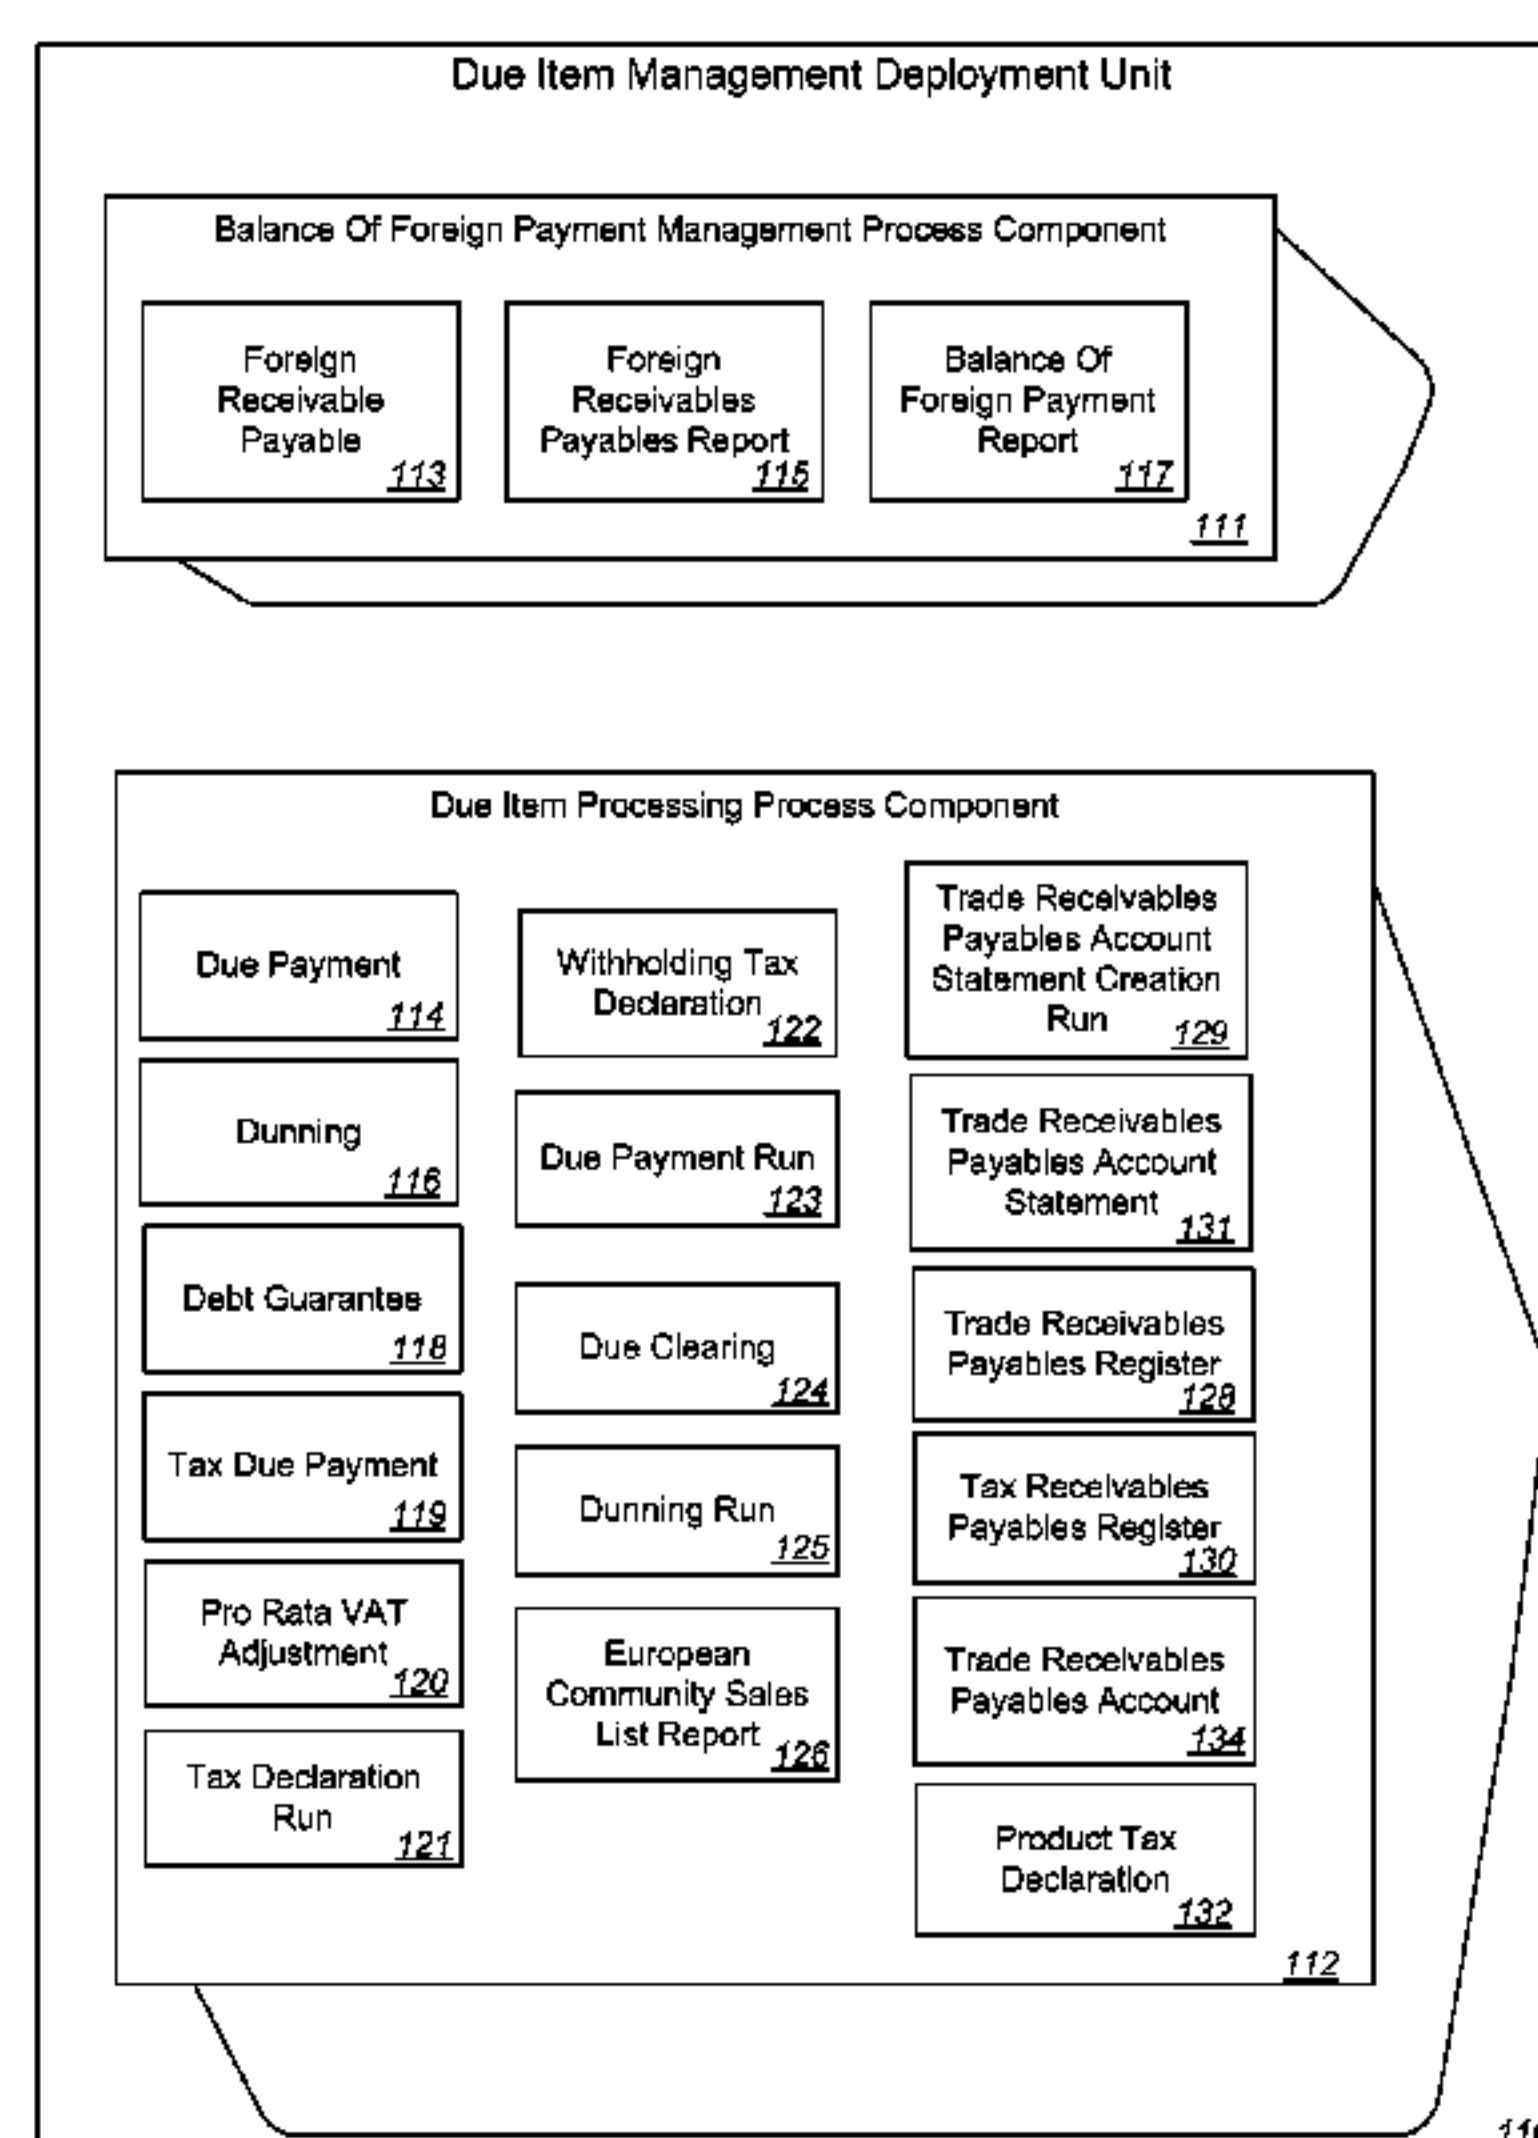 Due Item Management Deployment Unit
Balance Of Foreign Payment Management Process Component
Foreign
Receivable
Payable
113
Foreign
Receivables
Payables Report
115
Balance Of
Foreign Payment
Report
117
111
Due Item Processing Process Component
Due Payment
114
Dunning
116
Debt Guarantee
118
Tax Due Payment
119
Pro Rata VAT
Adjustment
120
Tax Declaration
Run
121
Withholding Tax
Declaration
122
Due Payment Run
123
Due Clearing
124
Dunning Run
125
European
Community Sales
List Report
126
Trade Receivables
Payables Account
Statement Creation
Run
129
Trade Receivables
Payables Account
Statement
131
Trade Receivables
Payables Register
128
Tax Receivables
Payables Register
130
Trade Receivables
Payables Account
134
Product Tax
Declaration
132
112